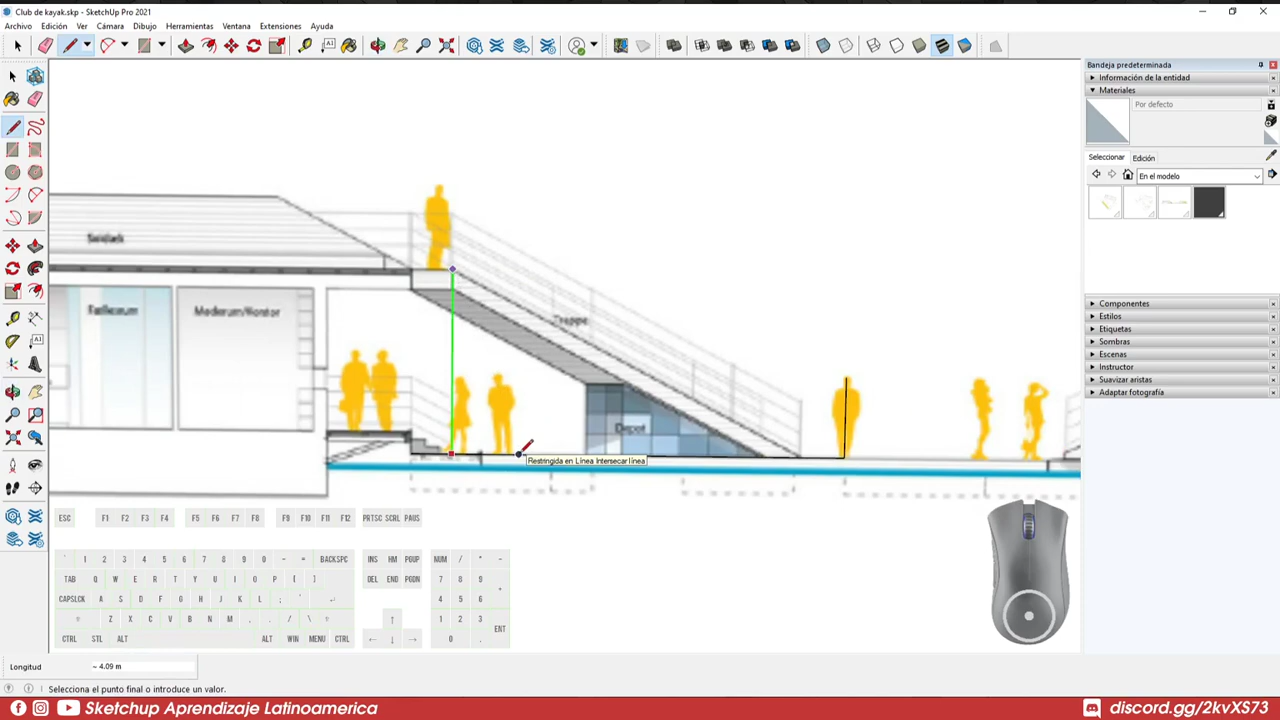 Club de kayak.skp - SketchUp Pro 2021
Archivo Edición Ver Cámara Dibujo Herramientas Ventana Extensiones Ayuda
Bandeja predeterminada
Información de la entidad
Materiales
Por defecto
Seleccionar Edición
En el modelo
Componentes
Estilos
Etiquetas
Sombras
Escenas
Instructor
Suavizar aristas
Adaptar fotografía
Trappe
Depot
Restringida en Línea Intersecar línea
ESC F1 F2 F3 F4 F5 F6 F7 F8 F9 F10 F11 F12 PRTSC SCRL PAUS
` 1 2 3 4 5 6 7 8 9 0 - = BACKSPC INS HM PGUP NUM / * -
TAB Q W E R T Y U I O P [ ] DEL END PGDN 7 8 9 +
CAPSLCK A S D F G H J K L ; ' 4 5 6
Z X C V B N M , . / \ 1 2 3 ENT
CTRL STL ALT ALT WIN MENU CTRL 0 .
Longitud ~ 4.09 m
Selecciona el punto final o introduce un valor.
Sketchup Aprendizaje Latinoamerica
discord.gg/2kvXS73